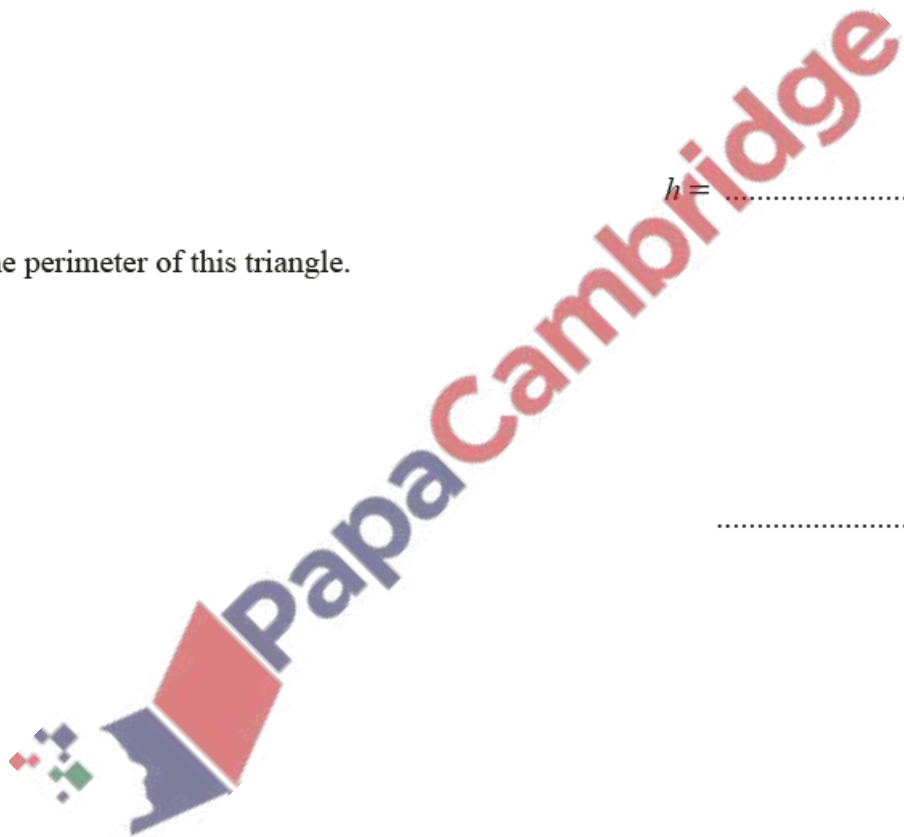 h = ........................
e perimeter of this triangle.
PapaCambridge
........................